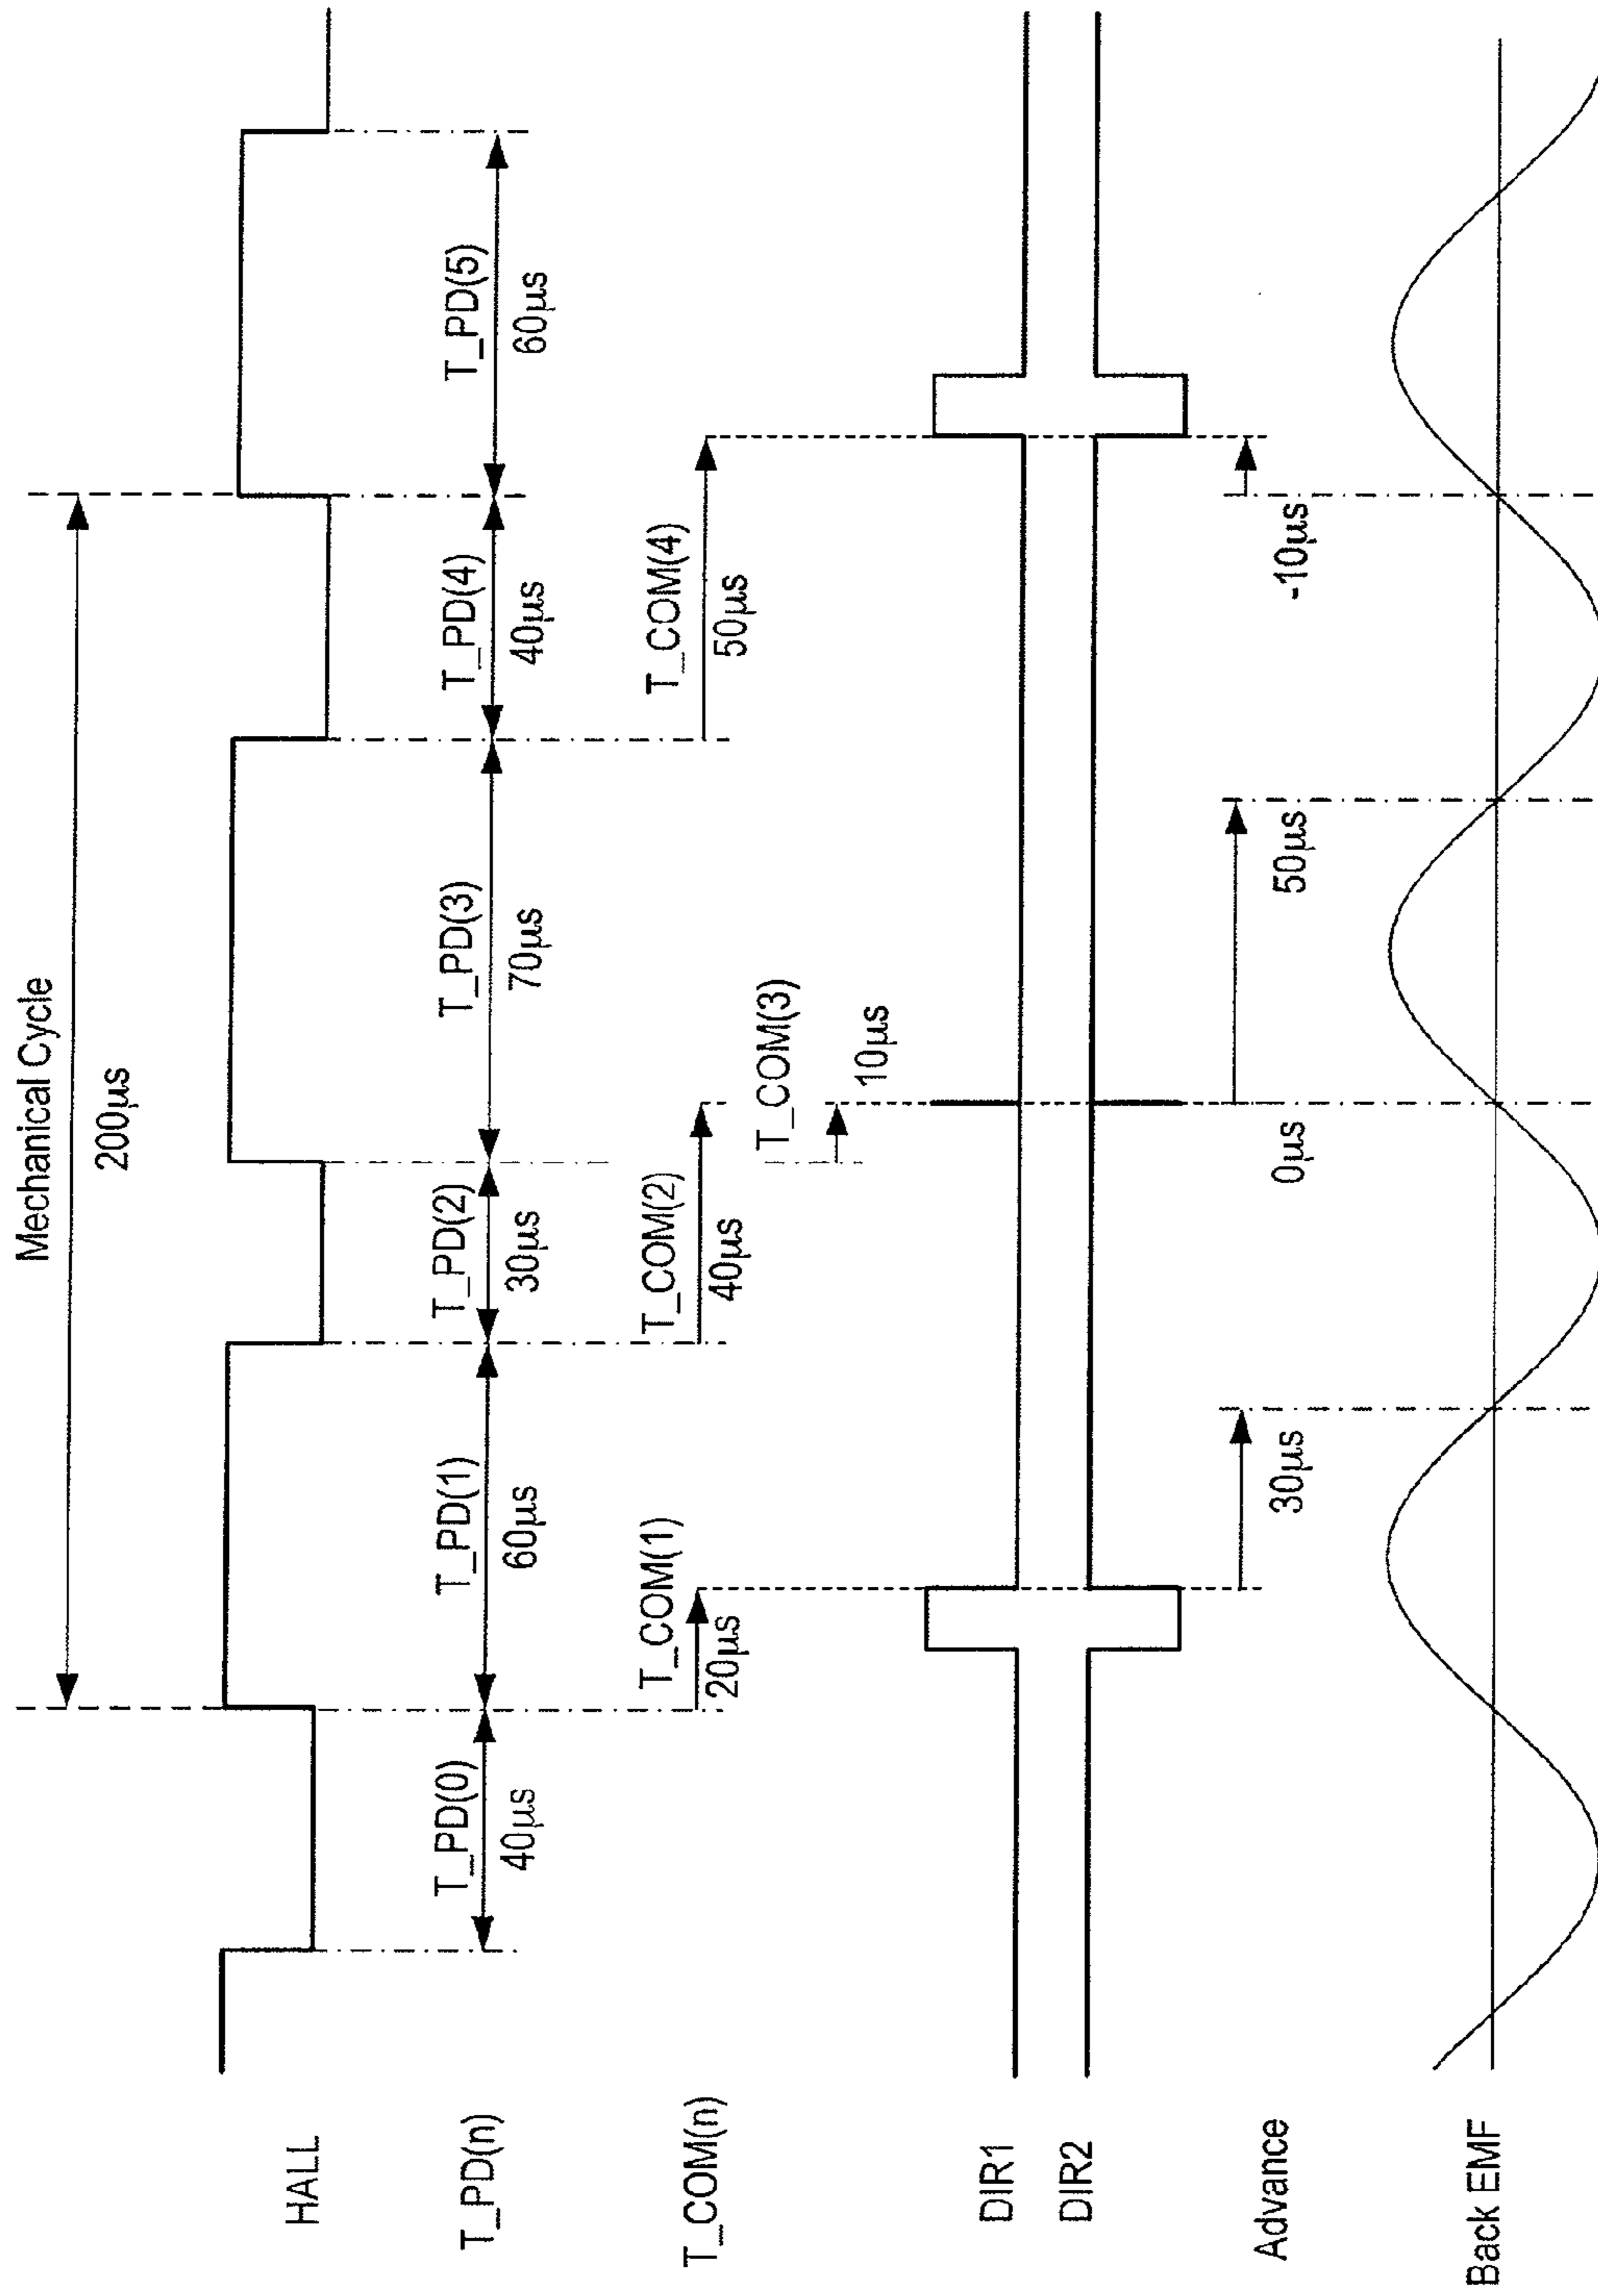 Mechanical Cycle
200μs
HALL
T_PD(n)
T_PD(0)
40μs
T_PD(1)
60μs
T_PD(2)
30μs
T_PD(3)
70μs
T_PD(4)
40μs
T_PD(5)
60μs
T_COM(n)
T_COM(1)
20μs
T_COM(2)
40μs
T_COM(3)
10μs
T_COM(4)
50μs
DIR1
DIR2
Advance
30μs
0μs
50μs
-10μs
Back EMF